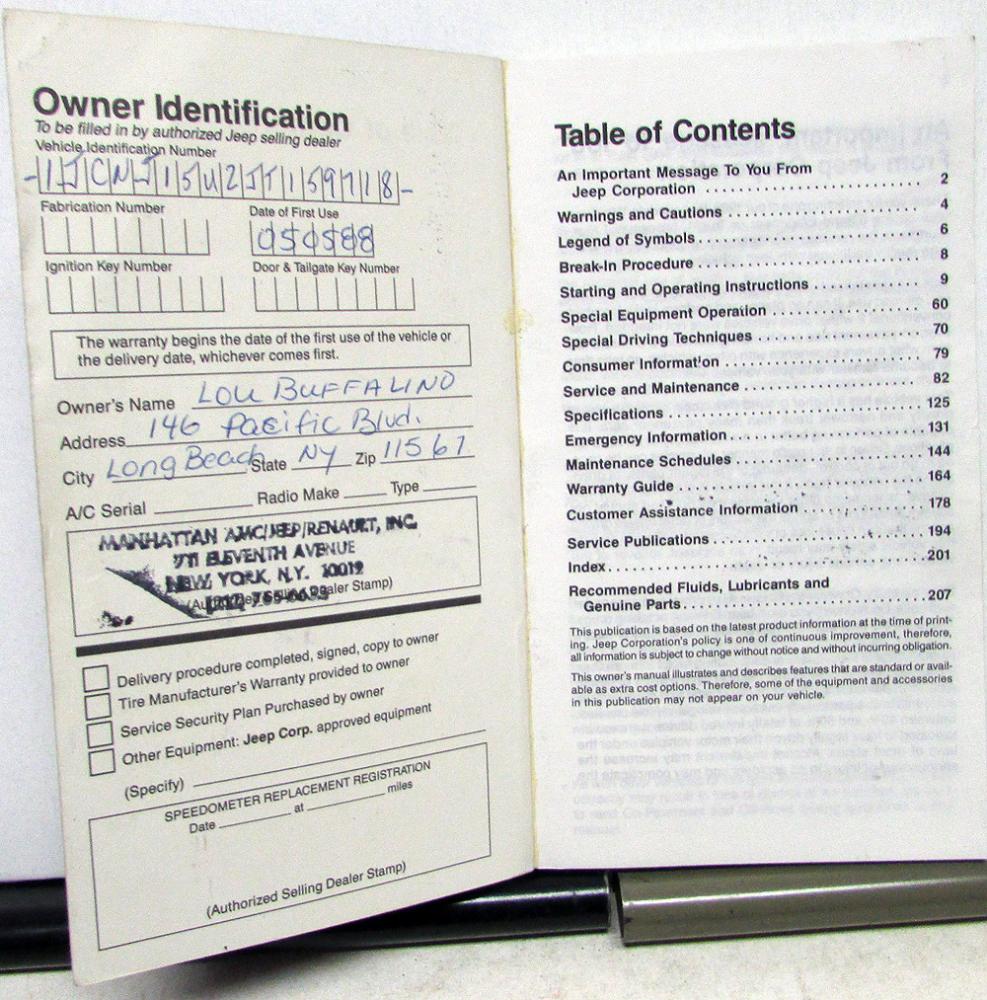 Owner Identification
To be filled in by authorized Jeep selling dealer
Vehicle Identification Number
-1JCNJ15U2JT159718-
Fabrication Number
Date of First Use
050588
Ignition Key Number
Door & Tailgate Key Number
The warranty begins the date of the first use of the vehicle or
the delivery date, whichever comes first.
Owner's Name LOU BUFFALINO
Address 146 Pacific Blvd.
City Long Beach State NY Zip 11561
A/C Serial Radio Make Type
MANHATTAN AMC/JEEP/RENAULT, INC.
711 ELEVENTH AVENUE
NEW YORK, N.Y. 10019
(Authorized Selling Dealer Stamp)
Delivery procedure completed, signed, copy to owner
Tire Manufacturer's Warranty provided to owner
Service Security Plan Purchased by owner
Other Equipment: Jeep Corp. approved equipment
(Specify)
SPEEDOMETER REPLACEMENT REGISTRATION
Date at miles
(Authorized Selling Dealer Stamp)
Table of Contents
An Important Message To You From
Jeep Corporation 2
Warnings and Cautions 4
Legend of Symbols 6
Break-In Procedure 8
Starting and Operating Instructions 9
Special Equipment Operation 60
Special Driving Techniques 70
Consumer Information 79
Service and Maintenance 82
Specifications 125
Emergency Information 131
Maintenance Schedules 144
Warranty Guide 164
Customer Assistance Information 178
Service Publications 194
Index 201
Recommended Fluids, Lubricants and
Genuine Parts 207
This publication is based on the latest product information at the time of print-
ing. Jeep Corporation's policy is one of continuous improvement, therefore,
all information is subject to change without notice and without incurring obligation.
This owner's manual illustrates and describes features that are standard or avail-
able as extra cost options. Therefore, some of the equipment and accessories
in this publication may not appear on your vehicle.